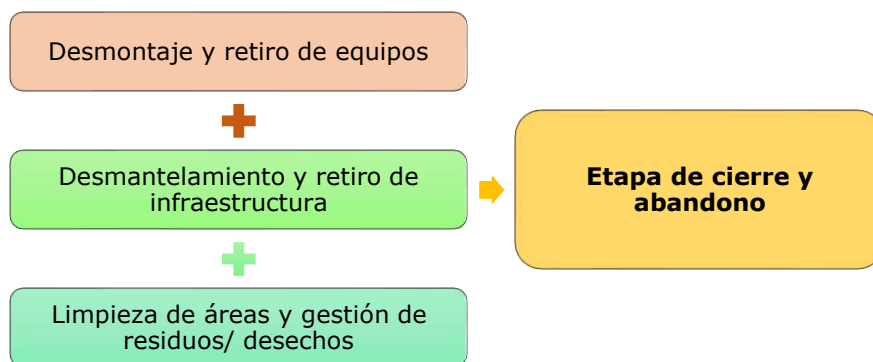 Desmontaje y retiro de equipos
Desmantelamiento y retiro de
infraestructura
Limpieza de áreas y gestión de
residuos/ desechos
Etapa de cierre y
abandono